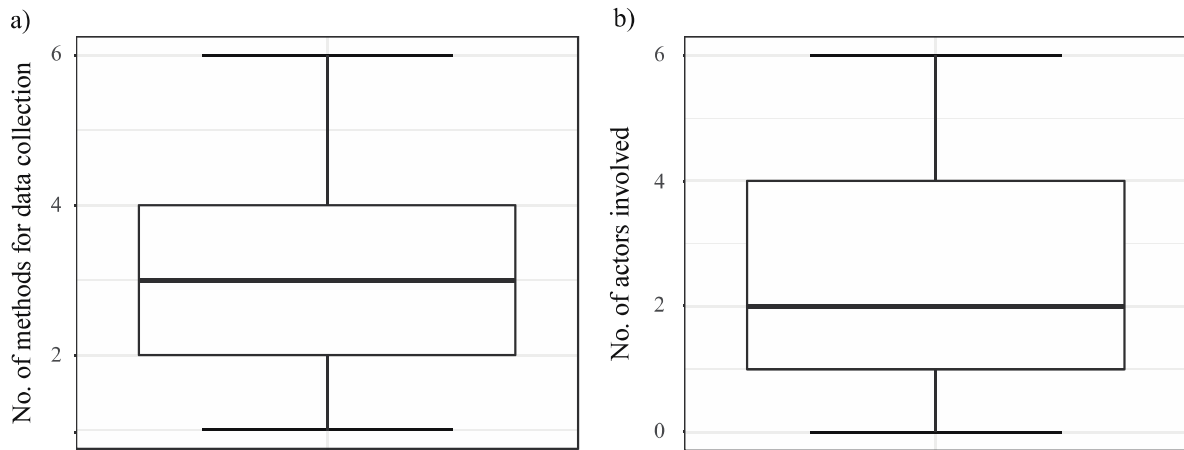 a)
No. of methods for data collection
6
4
2
b)
No. of actors involved
6
4
2
0